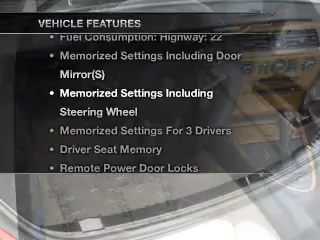 VEHICLE FEATURES
• Fuel Consumption: Highway: 22
• Memorized Settings Including Door
Mirror(S)
• Memorized Settings Including
Steering Wheel
• Memorized Settings For 3 Drivers
• Driver Seat Memory
• Remote Power Door Locks